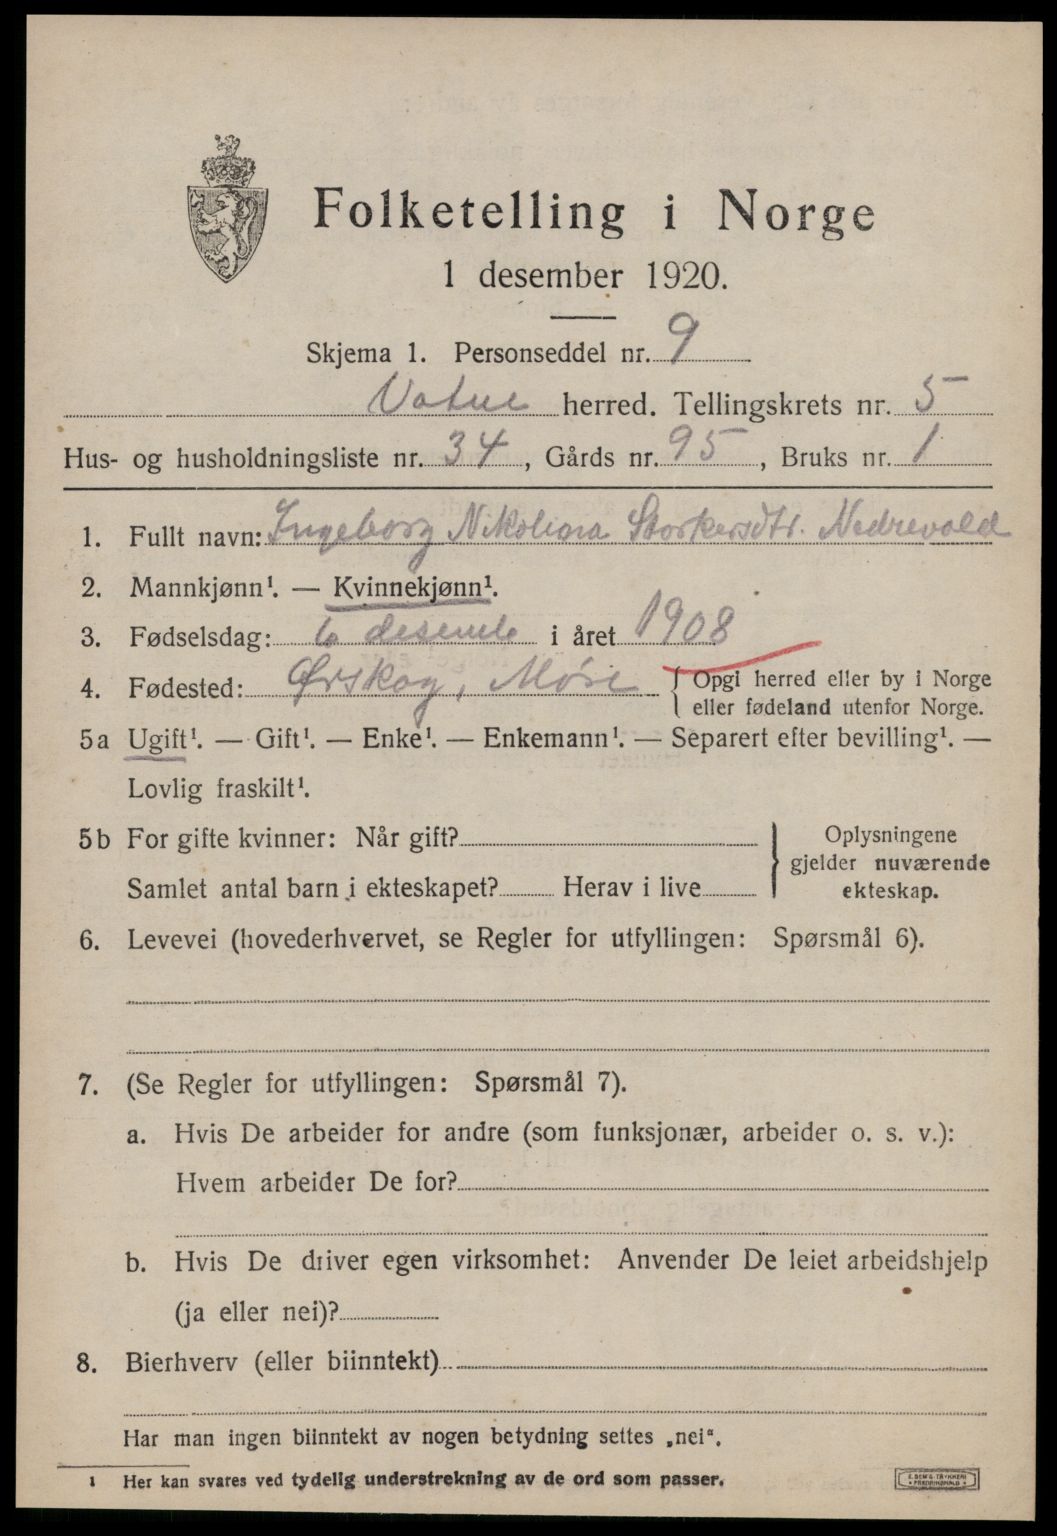 Folketelling i Norge
1 desember 1920.
Skjema 1. Personseddel nr. 9
Vatne herred. Tellingskrets nr. 5
Hus- og husholdningsliste nr. 34, Gårds nr. 95, Bruks nr. 1
1. Fullt navn: Ingeborg Nikoliona Storkersdtr. Nedrevold
2. Mannkjønn¹. — Kvinnekjønn¹.
3. Fødselsdag: 6 desemb i året 1908
4. Fødested: Ørskog, Møre { Opgi herred eller by i Norge
eller fødeland utenfor Norge.
5a Ugift¹. — Gift¹. — Enke¹. — Enkemann¹. — Separert efter bevilling¹. —
Lovlig fraskilt¹.
5b For gifte kvinner: Når gift?
Samlet antal barn i ekteskapet? Herav i live
} Oplysningene
gjelder nuværende
ekteskap.
6. Levevei (hovederhvervet, se Regler for utfyllingen: Spørsmål 6).
7. (Se Regler for utfyllingen: Spørsmål 7).
a. Hvis De arbeider for andre (som funksjonær, arbeider o. s. v.):
Hvem arbeider De for?
b. Hvis De driver egen virksomhet: Anvender De leiet arbeidshjelp
(ja eller nei)?
8. Bierhverv (eller biinntekt)
Har man ingen biinntekt av nogen betydning settes „nei“.
1 Her kan svares ved tydelig understrekning av de ord som passer.
E. SEM'S TRYKKERI
FREDRIKSHALD